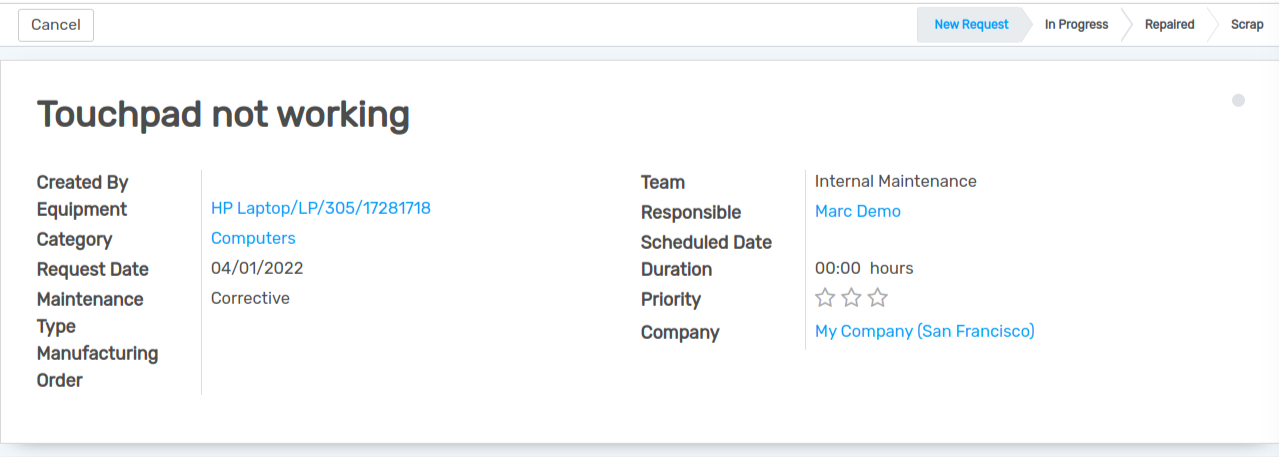 Cancel
New Request In Progress Repaired Scrap
Touchpad not working
Created By
Equipment HP Laptop/LP/305/17281718
Category Computers
Request Date 04/01/2022
Maintenance Type Corrective
Manufacturing Order
Team Internal Maintenance
Responsible Marc Demo
Scheduled Date
Duration 00:00 hours
Priority
Company My Company (San Francisco)